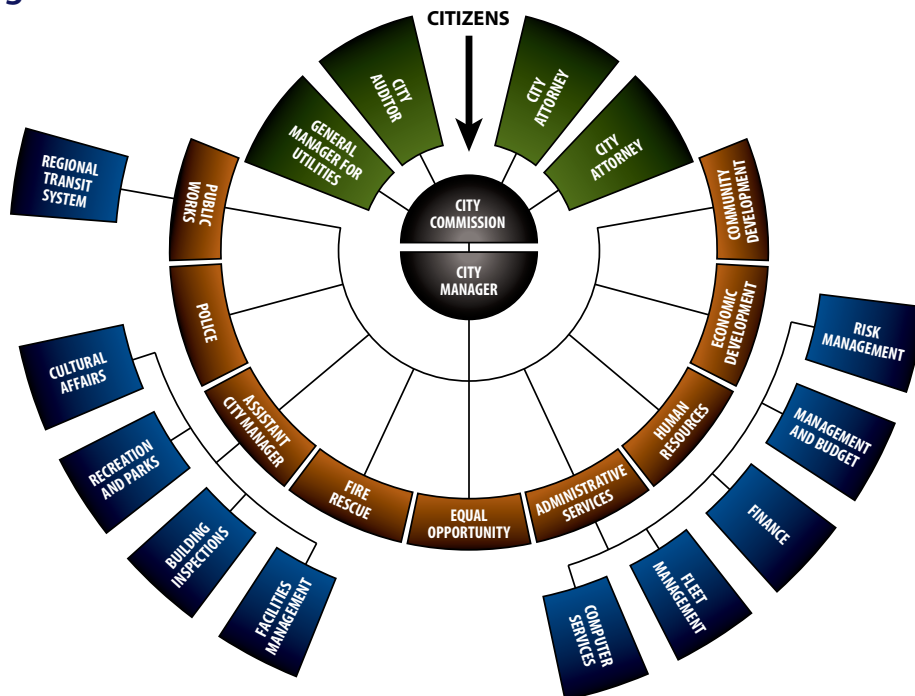 CITIZENS
CITY
AUDITOR
CITY
ATTORNEY
GENERAL
MANAGER FOR
UTILITIES
CITY
ATTORNEY
REGIONAL
TRANSIT
SYSTEM
PUBLIC
WORKS
CITY
COMMISSION
CITY
MANAGER
COMMUNITY
DEVELOPMENT
POLICE
ECONOMIC
DEVELOPMENT
CULTURAL
AFFAIRS
ASSISTANT
CITY MANAGER
HUMAN
RESOURCES
RISK
MANAGEMENT
RECREATION
AND PARKS
FIRE
RESCUE
EQUAL
OPPORTUNITY
ADMINISTRATIVE
SERVICES
MANAGEMENT
AND BUDGET
BUILDING
INSPECTIONS
FINANCE
FACILITIES
MANAGEMENT
FLEET
MANAGEMENT
COMPUTER
SERVICES